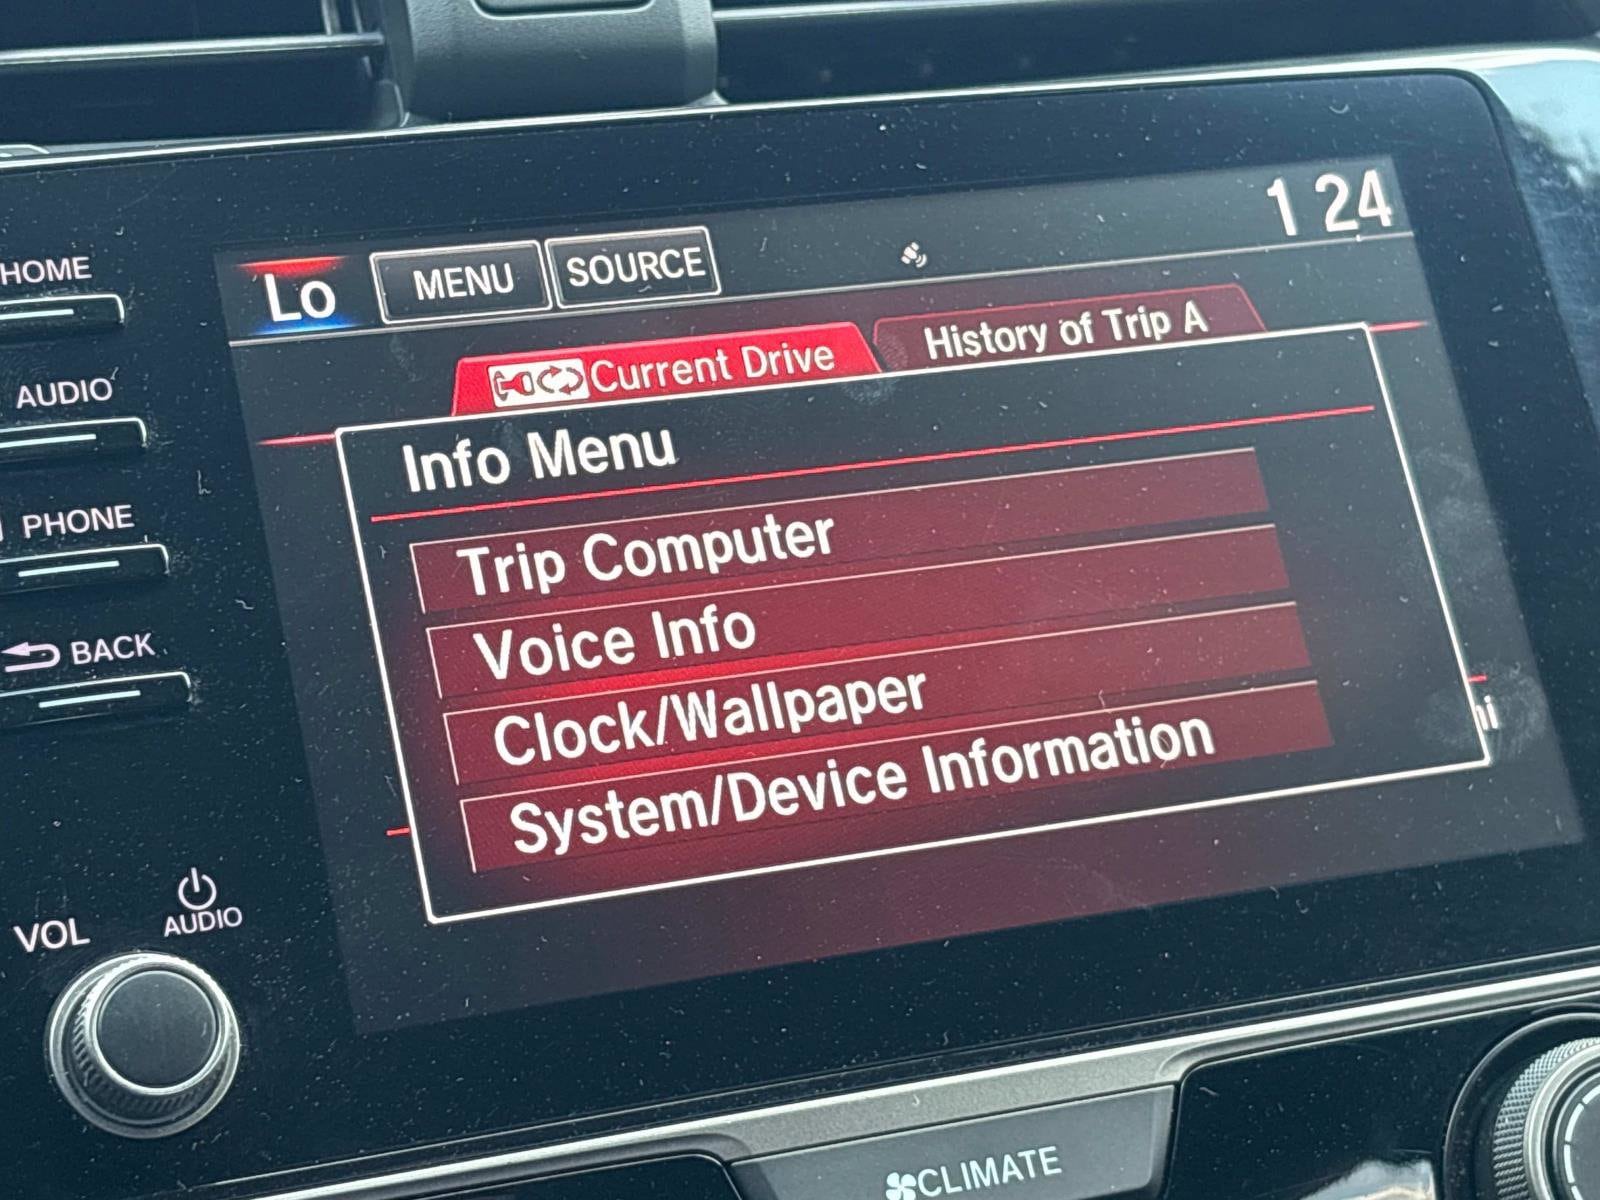 1 24
Lo
MENU
SOURCE
HOME
Current Drive
History of Trip A
AUDIO
Info Menu
Trip Computer
PHONE
Voice Info
BACK
Clock/Wallpaper
System/Device Information
VOL
AUDIO
CLIMATE